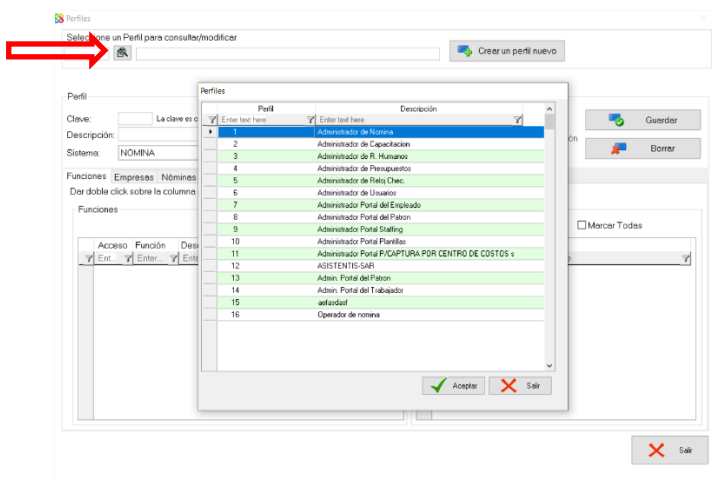 Perfiles
Seleccione un Perfil para consultar/modificar
Crear un perfil nuevo
Perfil
Clave:
La clave es c
Descripción:
ón
Sistema: NOMINA
Guardar
Borrar
Funciones Empresas Nóminas
Dar doble click sobre la columna
Funciones
Marcar Todas
Acceso Función Des
Ent... Enter... Ente
Perfiles
Perfil Descripción
Enter text here Enter text here
1 Administrador de Nomina
2 Administrador de Capacitacion
3 Administrador de R. Humanos
4 Administrador de Presupuestos
5 Administrador de Reloj Chec.
6 Administrador de Usuarios
7 Administrador Portal del Empleado
8 Administrador Portal del Patron
9 Administrador Portal Staffing
10 Administrador Portal Plantillas
11 Administrador Portal P/CAPTURA POR CENTRO DE COSTOS s
12 ASISTENTIS-SAR
13 Admin. Portal del Patron
14 Admin. Portal del Trabajador
16 Operador de nomina
Aceptar Salir
Salir